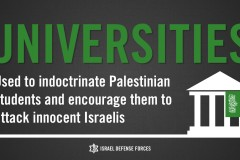 UNIVERSITIES
Used to indoctrinate Palestinian
students and encourage them to
attack innocent Israelis
ISRAEL DEFENSE FORCES